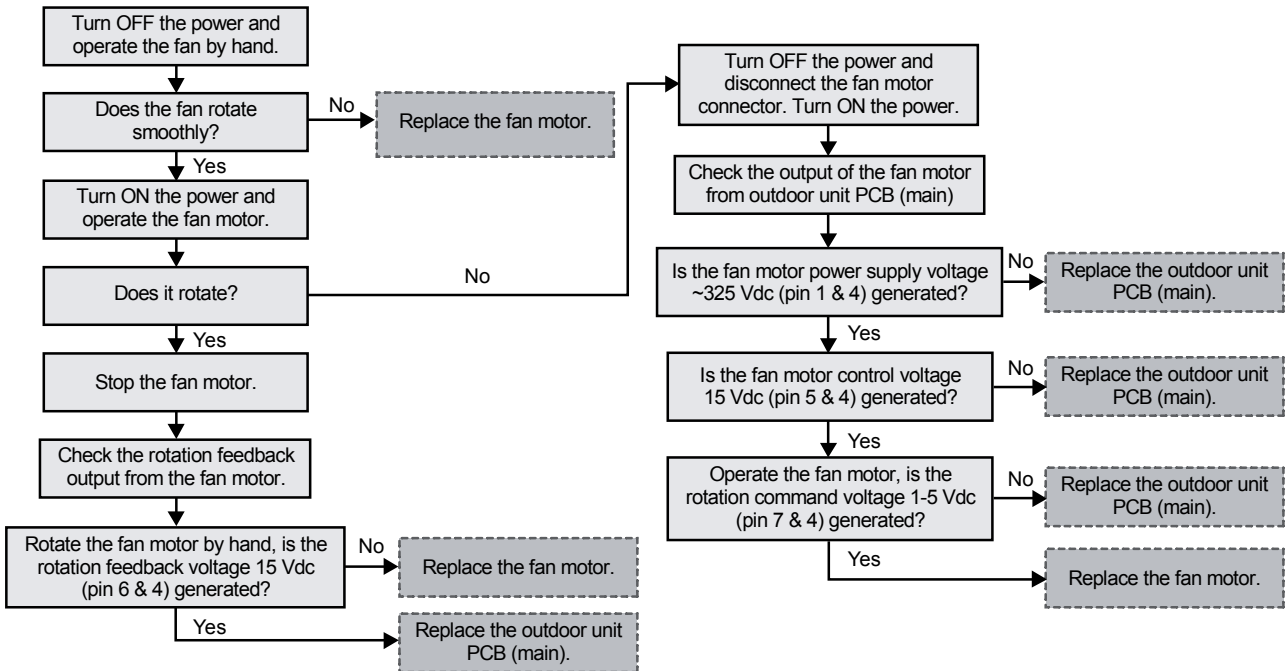 Turn OFF the power and
operate the fan by hand.
Does the fan rotate
smoothly?
No
Replace the fan motor.
Yes
Turn ON the power and
operate the fan motor.
Does it rotate?
No
Yes
Stop the fan motor.
Check the rotation feedback
output from the fan motor.
Rotate the fan motor by hand, is the
rotation feedback voltage 15 Vdc
(pin 6 & 4) generated?
No
Replace the fan motor.
Yes
Replace the outdoor unit
PCB (main).
Turn OFF the power and
disconnect the fan motor
connector. Turn ON the power.
Check the output of the fan motor
from outdoor unit PCB (main)
Is the fan motor power supply voltage
~325 Vdc (pin 1 & 4) generated?
No
Replace the outdoor unit
PCB (main).
Yes
Is the fan motor control voltage
15 Vdc (pin 5 & 4) generated?
No
Replace the outdoor unit
PCB (main).
Yes
Operate the fan motor, is the
rotation command voltage 1-5 Vdc
(pin 7 & 4) generated?
No
Replace the outdoor unit
PCB (main).
Yes
Replace the fan motor.